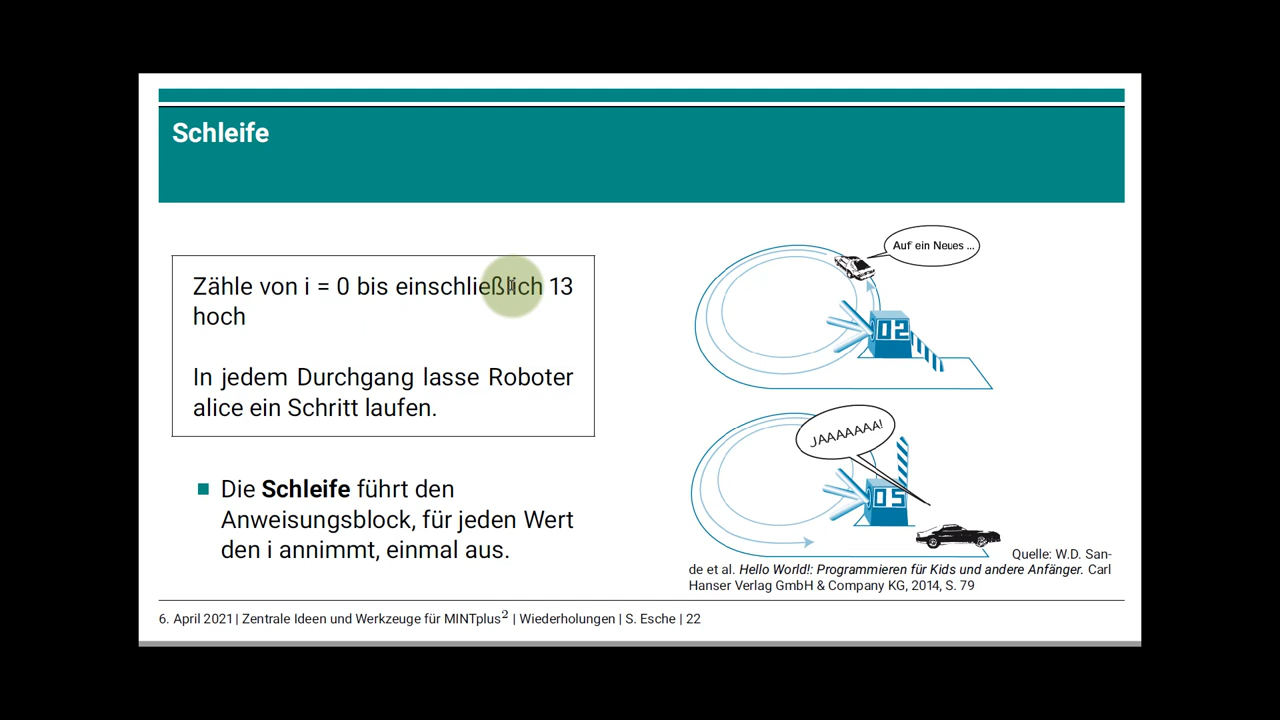 Schleife
Zähle von i = 0 bis einschließlich 13
hoch
In jedem Durchgang lasse Roboter
alice ein Schritt laufen.
Die Schleife führt den
Anweisungsblock, für jeden Wert
den i annimmt, einmal aus.
Auf ein Neues ...
02
JAAAAAAA!
05
Quelle: W.D. San-
de et al. Hello World!: Programmieren für Kids und andere Anfänger. Carl
Hanser Verlag GmbH & Company KG, 2014, S. 79
6. April 2021 | Zentrale Ideen und Werkzeuge für MINTplus² | Wiederholungen | S. Esche | 22